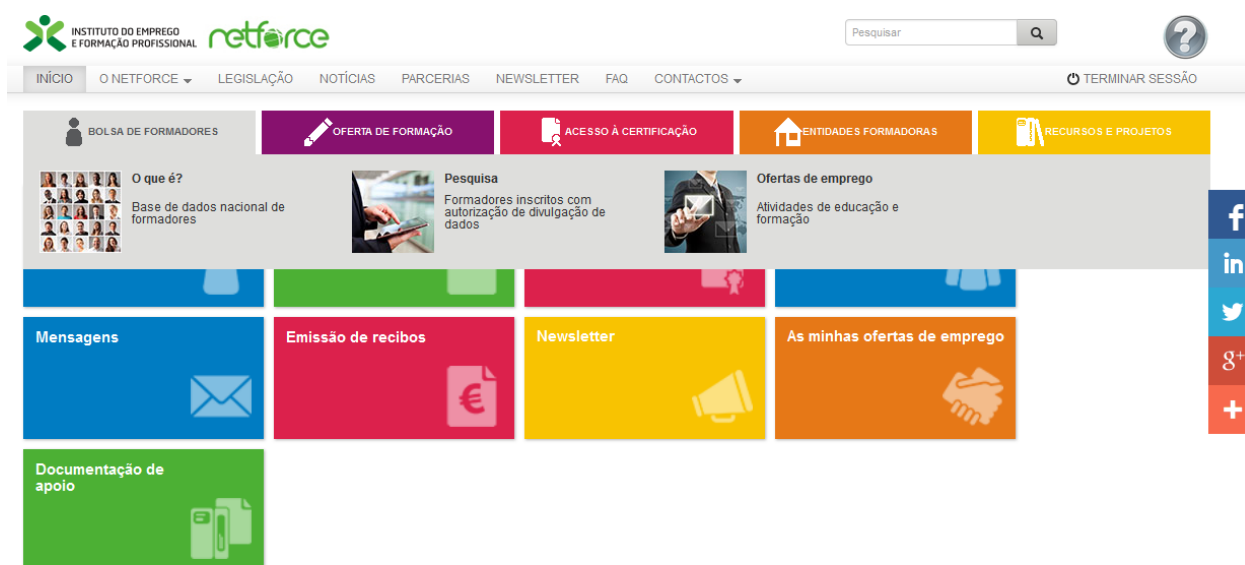 INSTITUTO DO EMPREGO
E FORMAÇÃO PROFISSIONAL
netforce
Pesquisar
?
INÍCIO
O NETFORCE
LEGISLAÇÃO
NOTÍCIAS
PARCERIAS
NEWSLETTER
FAQ
CONTACTOS
TERMINAR SESSÃO
BOLSA DE FORMADORES
OFERTA DE FORMAÇÃO
ACESSO À CERTIFICAÇÃO
ENTIDADES FORMADORAS
RECURSOS E PROJETOS
O que é?
Base de dados nacional de
formadores
Pesquisa
Formadores inscritos com
autorização de divulgação de
dados
Ofertas de emprego
Atividades de educação e
formação
f
in
g+
+
Mensagens
Emissão de recibos
€
Newsletter
As minhas ofertas de emprego
Documentação de
apoio